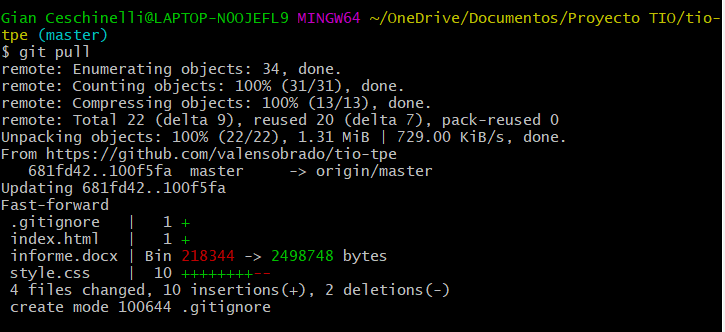 Gian Ceschinelli@LAPTOP-N0OJEFL9 MINGW64 ~/OneDrive/Documentos/Proyecto TIO/tio-
tpe (master)
$ git pull
remote: Enumerating objects: 34, done.
remote: Counting objects: 100% (31/31), done.
remote: Compressing objects: 100% (13/13), done.
remote: Total 22 (delta 9), reused 20 (delta 7), pack-reused 0
Unpacking objects: 100% (22/22), 1.31 MiB | 729.00 KiB/s, done.
From https://github.com/valensobrado/tio-tpe
   681fd42..100f5fa  master     -> origin/master
Updating 681fd42..100f5fa
Fast-forward
 .gitignore   |   1 +
 index.html   |   1 +
 informe.docx | Bin 218344 -> 2498748 bytes
 style.css    |  10 ++++++++--
 4 files changed, 10 insertions(+), 2 deletions(-)
 create mode 100644 .gitignore